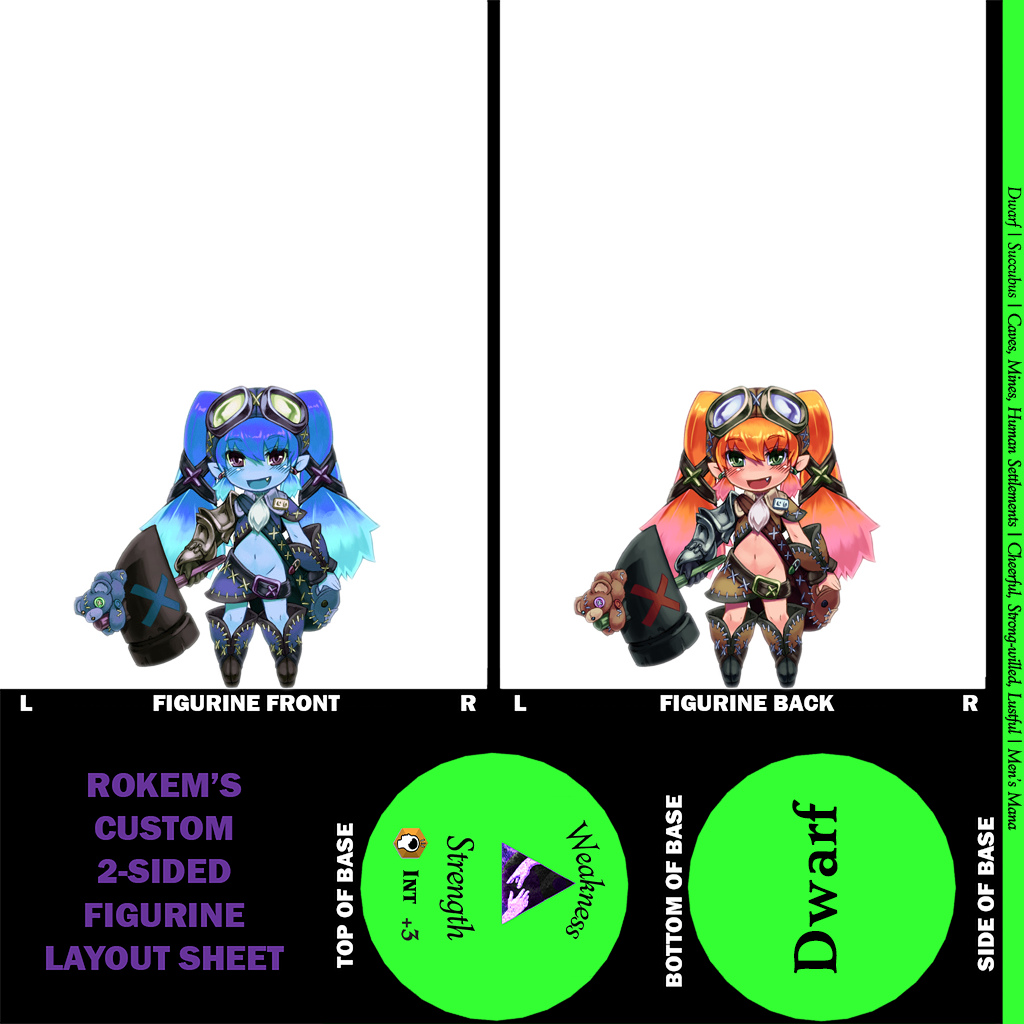 L
FIGURINE FRONT
R
L
FIGURINE BACK
R
ROKEM'S
CUSTOM
2-SIDED
FIGURINE
LAYOUT SHEET
TOP OF BASE
Weakness
Strength
INT +3
BOTTOM OF BASE
Dwarf
SIDE OF BASE
Dwarf | Succubus | Caves, Mines, Human Settlements | Cheerful, Strong-willed, Lustful | Men's Mana